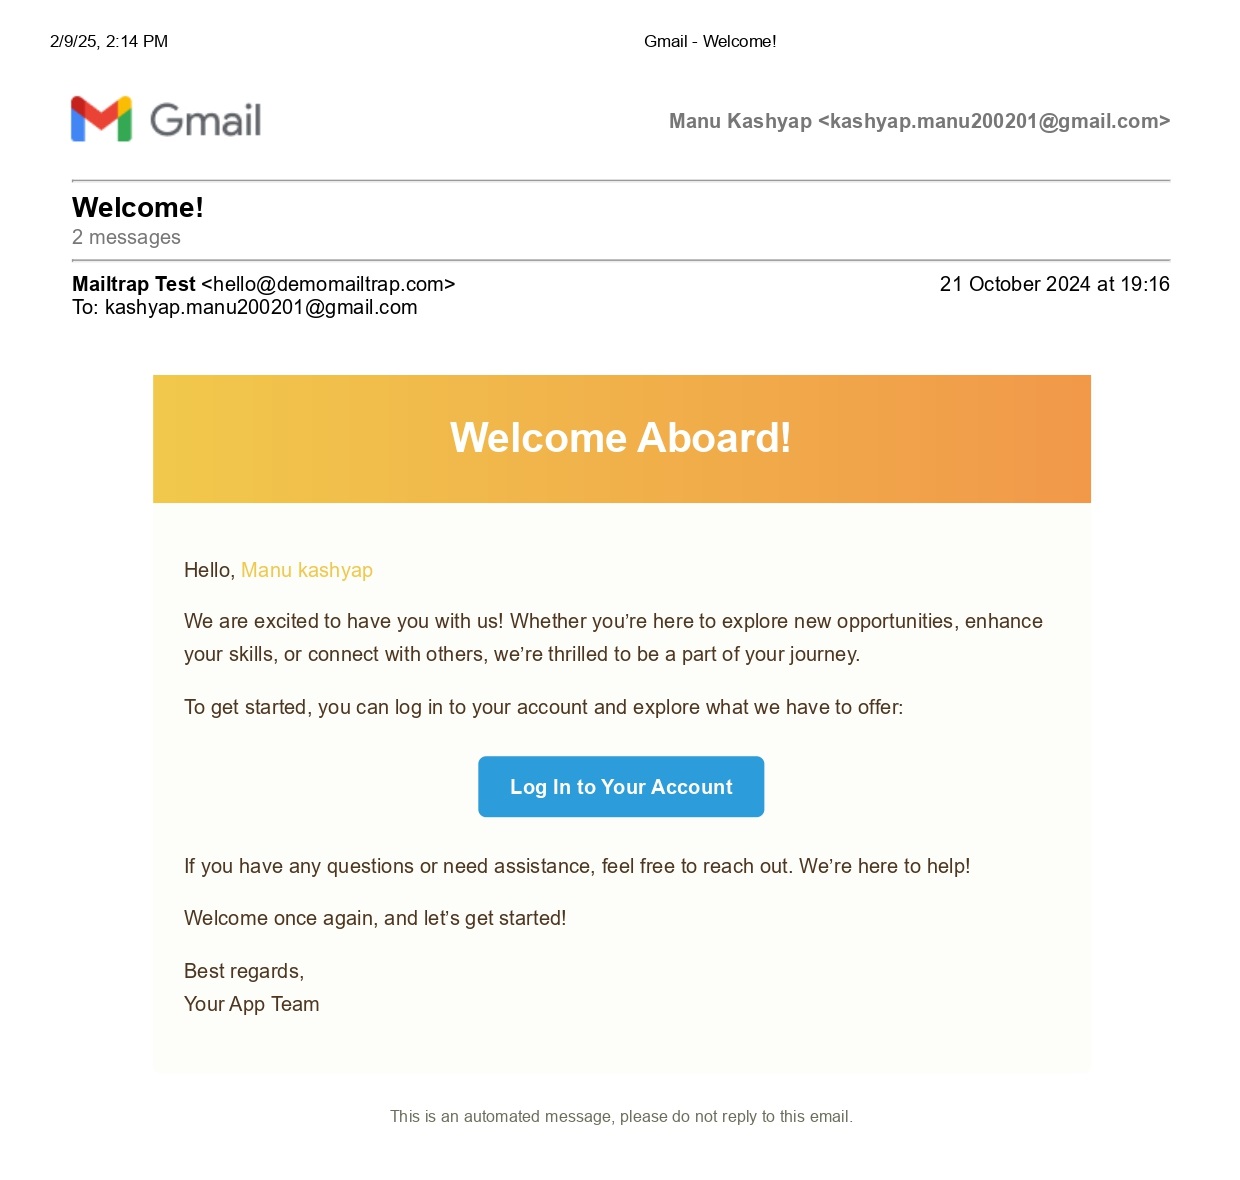 2/9/25, 2:14 PM Gmail - Welcome!
Gmail Manu Kashyap <kashyap.manu200201@gmail.com>
Welcome!
2 messages
Mailtrap Test <hello@demomailtrap.com> 21 October 2024 at 19:16
To: kashyap.manu200201@gmail.com
Welcome Aboard!
Hello, Manu kashyap
We are excited to have you with us! Whether you’re here to explore new opportunities, enhance
your skills, or connect with others, we’re thrilled to be a part of your journey.
To get started, you can log in to your account and explore what we have to offer:
Log In to Your Account
If you have any questions or need assistance, feel free to reach out. We’re here to help!
Welcome once again, and let’s get started!
Best regards,
Your App Team
This is an automated message, please do not reply to this email.